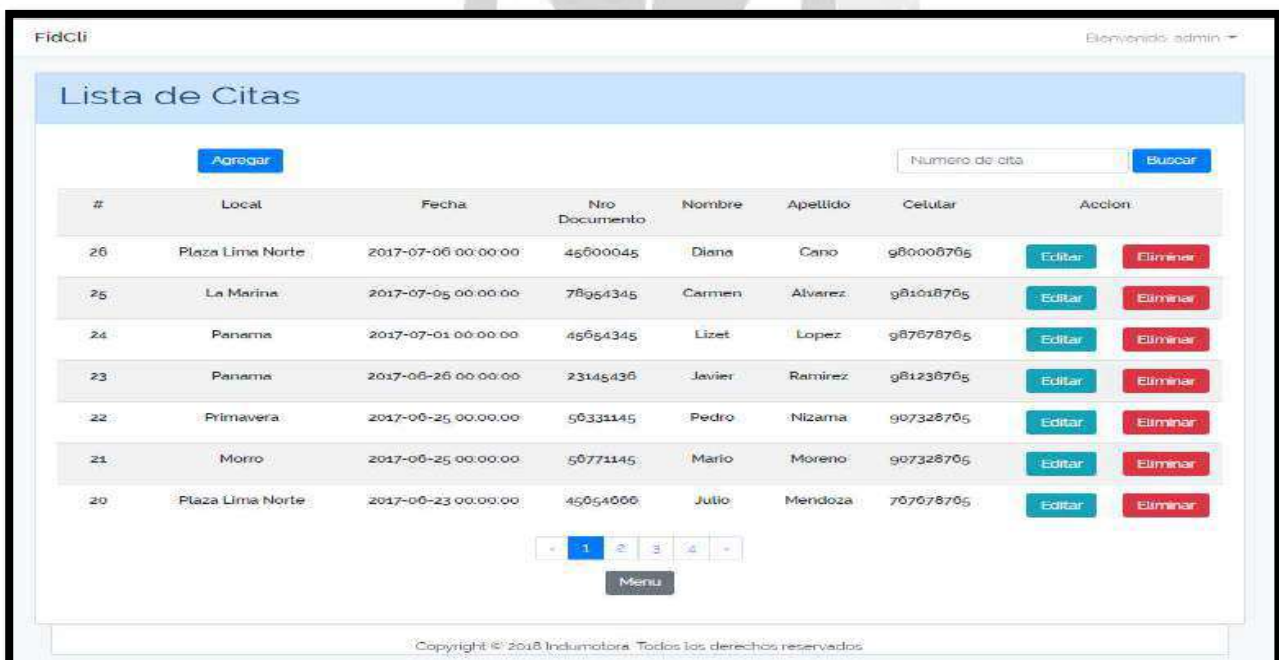 FidCli
Bienvenido: admin
Lista de Citas
Agregar
Numero de cita
Buscar
# Local Fecha Nro Documento Nombre Apellido Celular Accion
26 Plaza Lima Norte 2017-07-06 00:00:00 45600045 Diana Cano 980008765 Editar Eliminar
25 La Marina 2017-07-05 00:00:00 78954345 Carmen Alvarez 981018765 Editar Eliminar
24 Panama 2017-07-01 00:00:00 45654345 Lizet Lopez 987678765 Editar Eliminar
23 Panama 2017-06-26 00:00:00 23145436 Javier Ramirez 981238765 Editar Eliminar
22 Primavera 2017-06-25 00:00:00 56331145 Pedro Nizama 907328765 Editar Eliminar
21 Morro 2017-06-25 00:00:00 56771145 Mario Moreno 907328765 Editar Eliminar
20 Plaza Lima Norte 2017-06-23 00:00:00 45654666 Julio Mendoza 767678765 Editar Eliminar
« 1 2 3 4 »
Menu
Copyright © 2018 Indumotora. Todos los derechos reservados